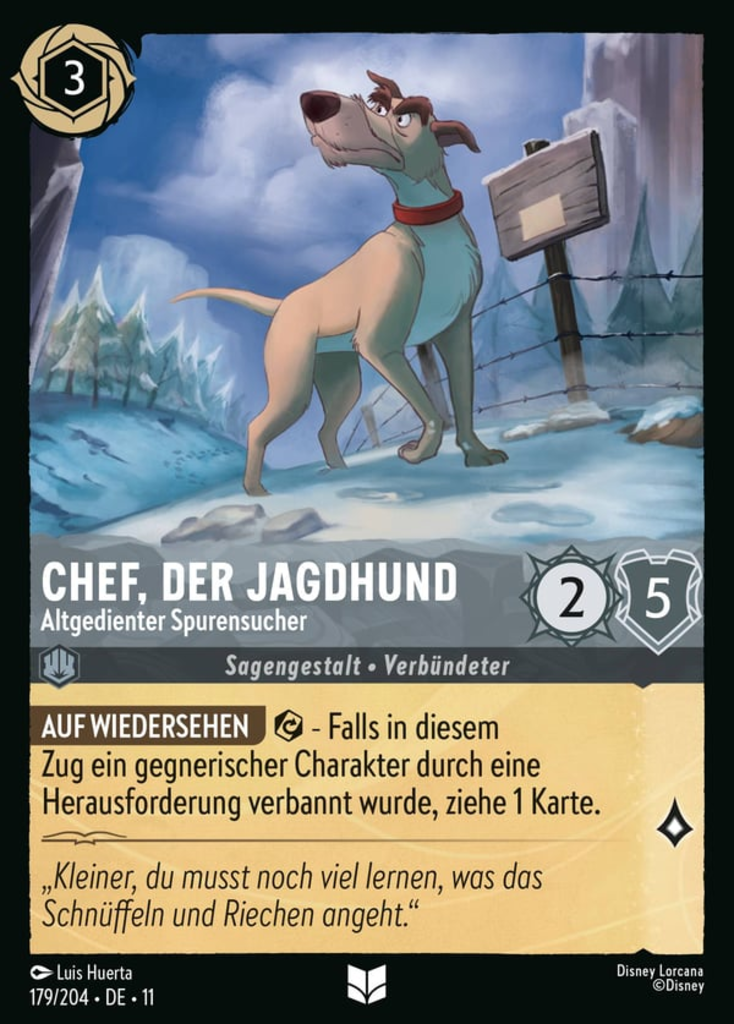 3
CHEF, DER JAGDHUND
Altgedienter Spurensucher
2
5
Sagengestalt • Verbündeter
AUF WIEDERSEHEN - Falls in diesem
Zug ein gegnerischer Charakter durch eine
Herausforderung verbannt wurde, ziehe 1 Karte.
„Kleiner, du musst noch viel lernen, was das
Schnüffeln und Riechen angeht.“
Luis Huerta
179/204 • DE • 11
Disney Lorcana
©Disney